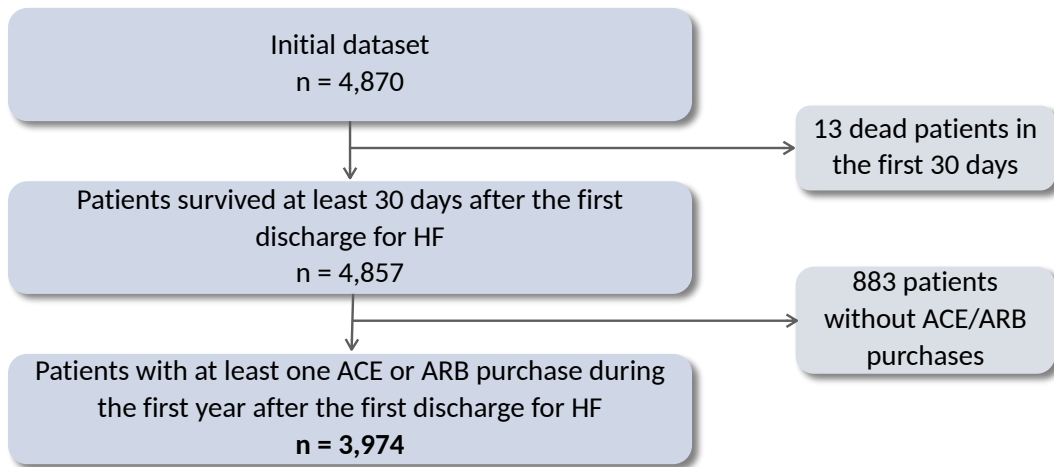 Initial dataset
n = 4,870
13 dead patients in
the first 30 days
Patients survived at least 30 days after the first
discharge for HF
n = 4,857
883 patients
without ACE/ARB
purchases
Patients with at least one ACE or ARB purchase during
the first year after the first discharge for HF
n = 3,974